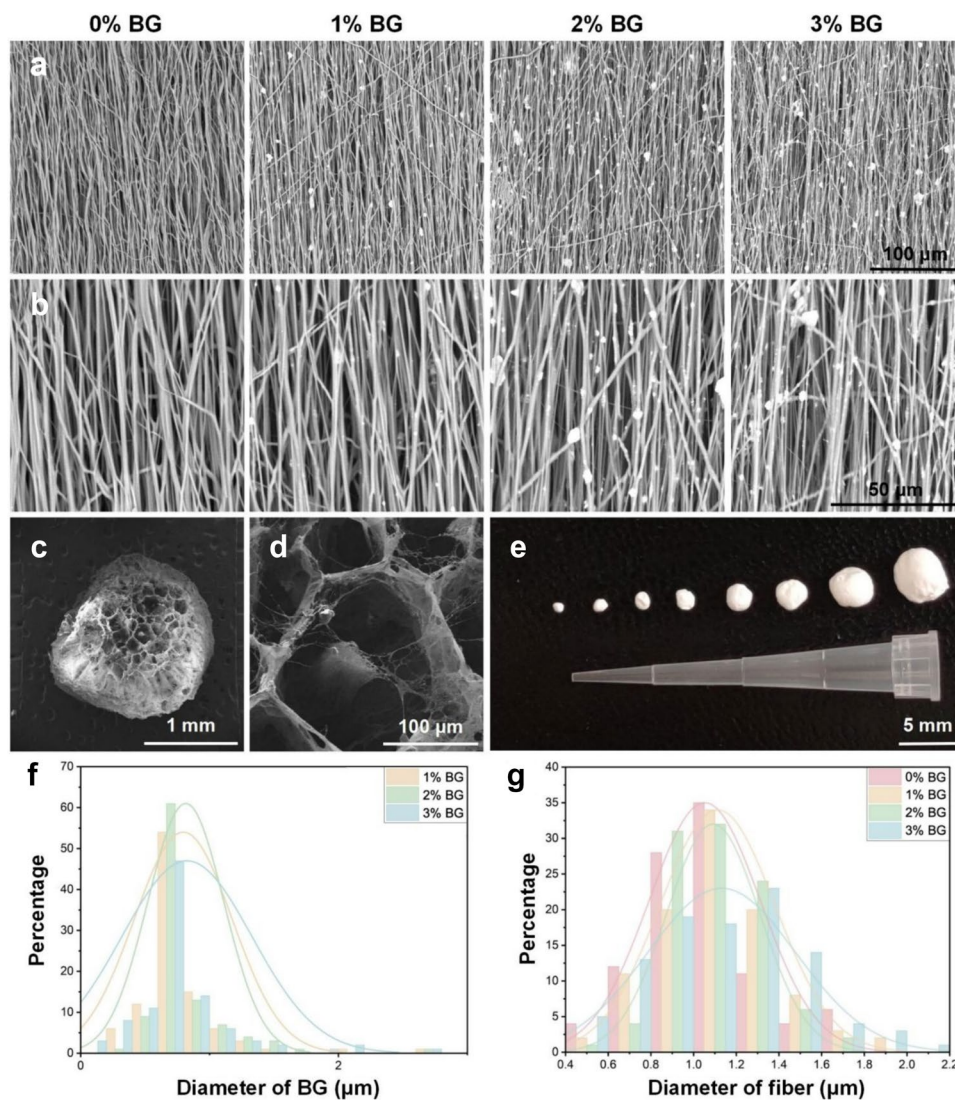 0% BG 1% BG 2% BG 3% BG
a
100 µm
b
50 µm
c d e
1 mm 100 µm 5 mm
f g
70
60
50
40
30
20
10
0
Percentage
0 1 2
Diameter of BG (µm)
1% BG
2% BG
3% BG
40
35
30
25
20
15
10
5
0
Percentage
0.4 0.6 0.8 1.0 1.2 1.4 1.6 1.8 2.0 2.2
Diameter of fiber (µm)
0% BG
1% BG
2% BG
3% BG